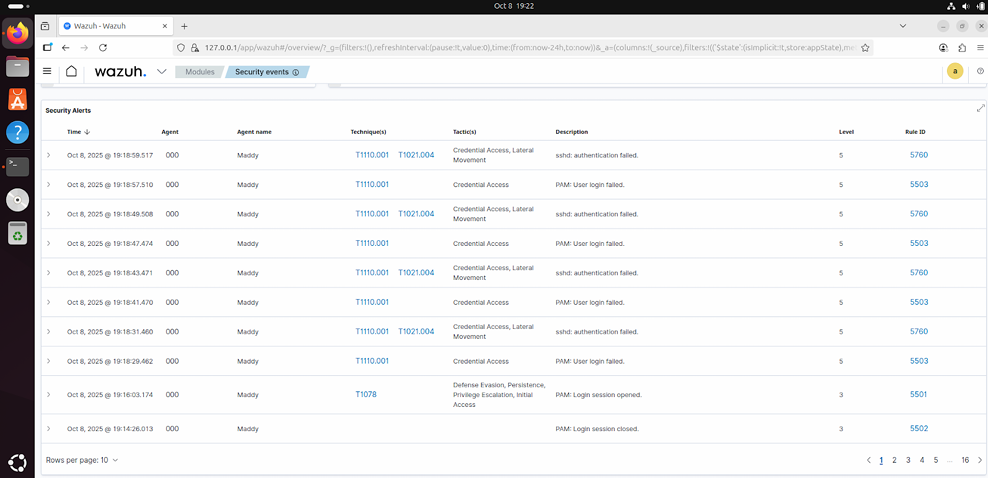 Oct 8 19:22
Wazuh - Wazuh
127.0.0.1/app/wazuh#/overview/?_g=(filters:!(),refreshInterval:(pause:!t,value:0),time:(from:now-24h,to:now))&_a=(columns:!(_source),filters:!(('$state':(isImplicit:!t,store:appState),me
wazuh. Modules Security events a
Security Alerts
Time Agent Agent name Technique(s) Tactic(s) Description Level Rule ID
Oct 8, 2025 @ 19:18:59.517 000 Maddy T1110.001 T1021.004 Credential Access, Lateral Movement sshd: authentication failed. 5 5760
Oct 8, 2025 @ 19:18:57.510 000 Maddy T1110.001 Credential Access PAM: User login failed. 5 5503
Oct 8, 2025 @ 19:18:49.508 000 Maddy T1110.001 T1021.004 Credential Access, Lateral Movement sshd: authentication failed. 5 5760
Oct 8, 2025 @ 19:18:47.474 000 Maddy T1110.001 Credential Access PAM: User login failed. 5 5503
Oct 8, 2025 @ 19:18:43.471 000 Maddy T1110.001 T1021.004 Credential Access, Lateral Movement sshd: authentication failed. 5 5760
Oct 8, 2025 @ 19:18:41.470 000 Maddy T1110.001 Credential Access PAM: User login failed. 5 5503
Oct 8, 2025 @ 19:18:31.460 000 Maddy T1110.001 T1021.004 Credential Access, Lateral Movement sshd: authentication failed. 5 5760
Oct 8, 2025 @ 19:18:29.462 000 Maddy T1110.001 Credential Access PAM: User login failed. 5 5503
Oct 8, 2025 @ 19:16:03.174 000 Maddy T1078 Defense Evasion, Persistence, Privilege Escalation, Initial Access PAM: Login session opened. 3 5501
Oct 8, 2025 @ 19:14:26.013 000 Maddy PAM: Login session closed. 3 5502
Rows per page: 10 1 2 3 4 5 ... 16